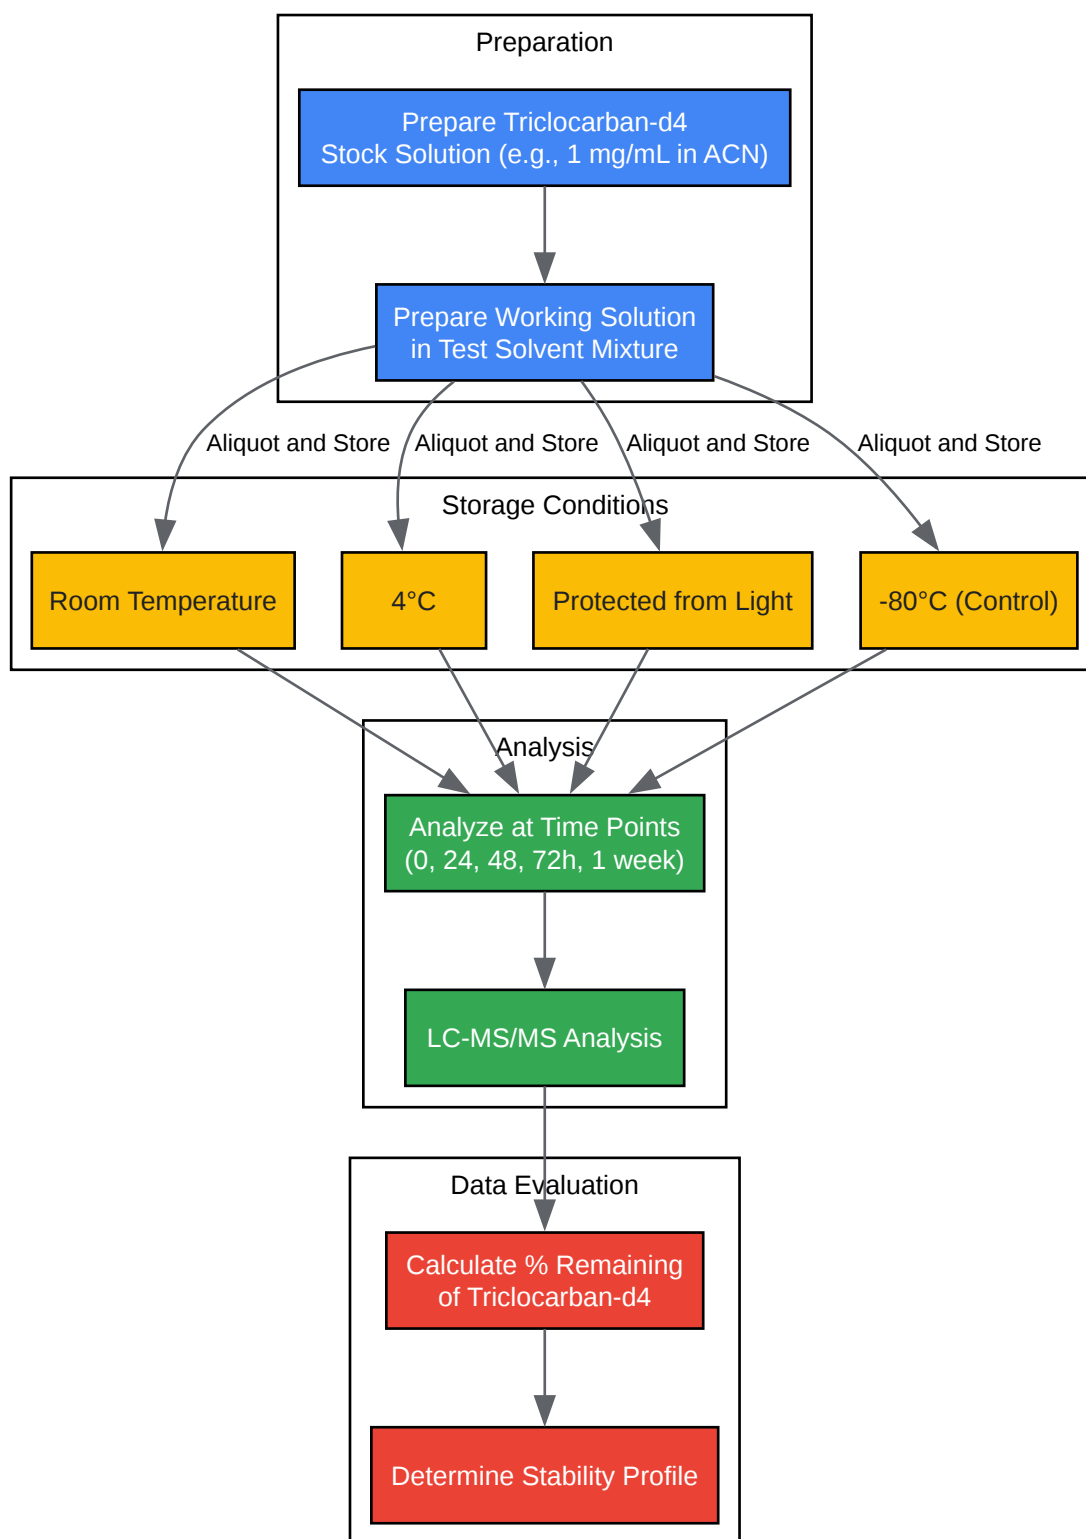 Preparation
Prepare Triclocarban-d4
Stock Solution (e.g., 1 mg/mL in ACN)
Prepare Working Solution
in Test Solvent Mixture
Aliquot and Store
Aliquot and Store
Aliquot and Store
Aliquot and Store
Storage Conditions
Room Temperature
4°C
Protected from Light
-80°C (Control)
Analysis
Analyze at Time Points
(0, 24, 48, 72h, 1 week)
LC-MS/MS Analysis
Data Evaluation
Calculate % Remaining
of Triclocarban-d4
Determine Stability Profile